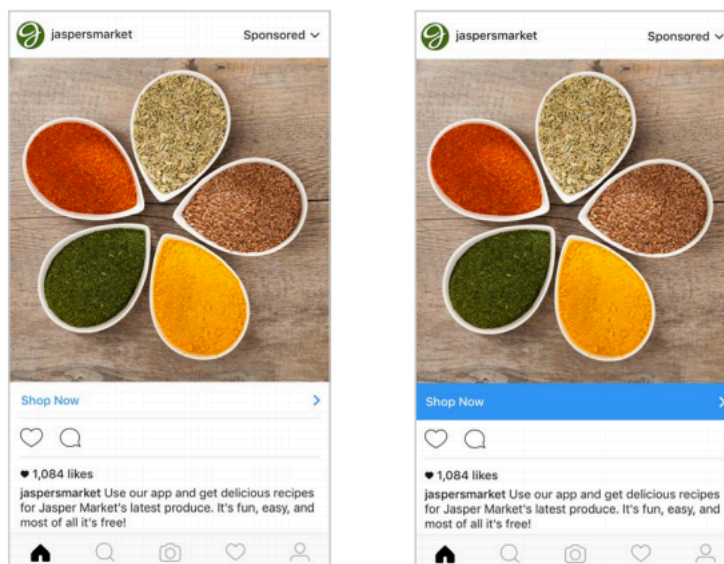 jaspersmarket Sponsored
Shop Now
1,084 likes
jaspersmarket Use our app and get delicious recipes
for Jasper Market's latest produce. It's fun, easy, and
most of all it's free!
jaspersmarket Sponsored
Shop Now
1,084 likes
jaspersmarket Use our app and get delicious recipes
for Jasper Market's latest produce. It's fun, easy, and
most of all it's free!